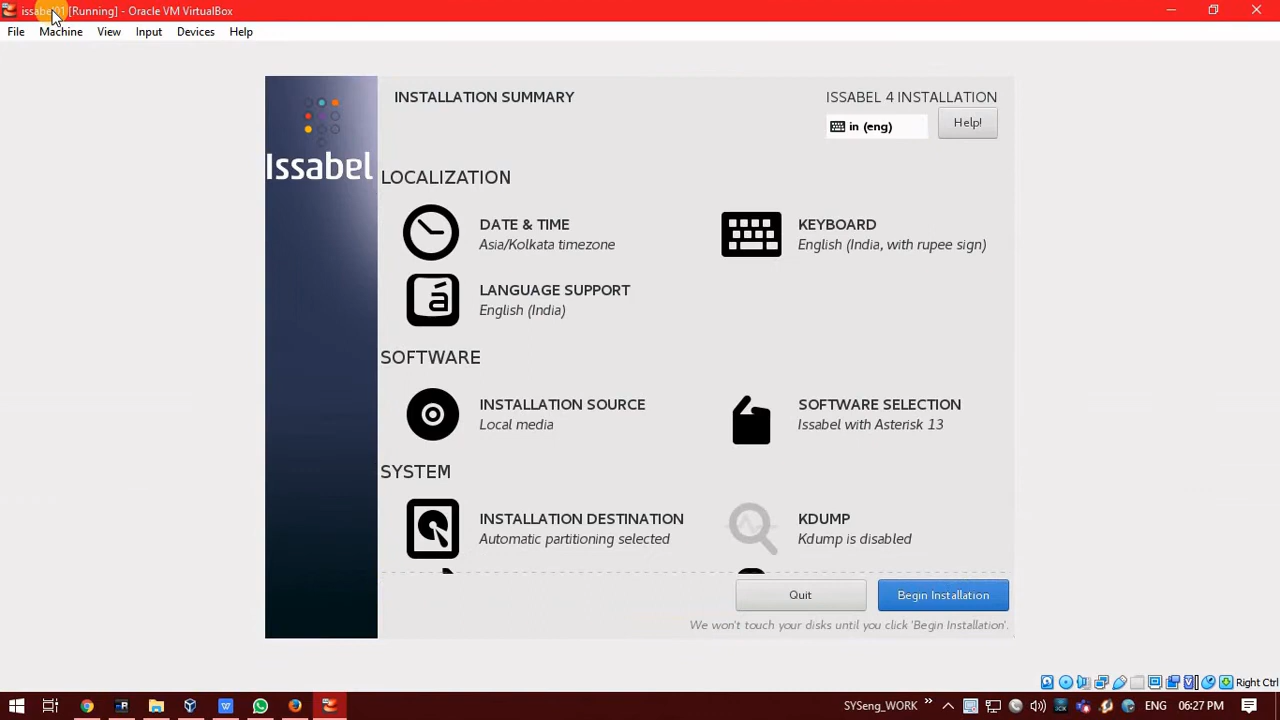 issabel01 [Running] - Oracle VM VirtualBox
File Machine View Input Devices Help
INSTALLATION SUMMARY
ISSABEL 4 INSTALLATION
in (eng)
Help!
Issabel
LOCALIZATION
DATE & TIME
Asia/Kolkata timezone
KEYBOARD
English (India, with rupee sign)
á
LANGUAGE SUPPORT
English (India)
SOFTWARE
INSTALLATION SOURCE
Local media
SOFTWARE SELECTION
Issabel with Asterisk 13
SYSTEM
INSTALLATION DESTINATION
Automatic partitioning selected
KDUMP
Kdump is disabled
Quit
Begin Installation
We won't touch your disks until you click 'Begin Installation'.
Right Ctrl
SYSeng_WORK » ENG 06:27 PM